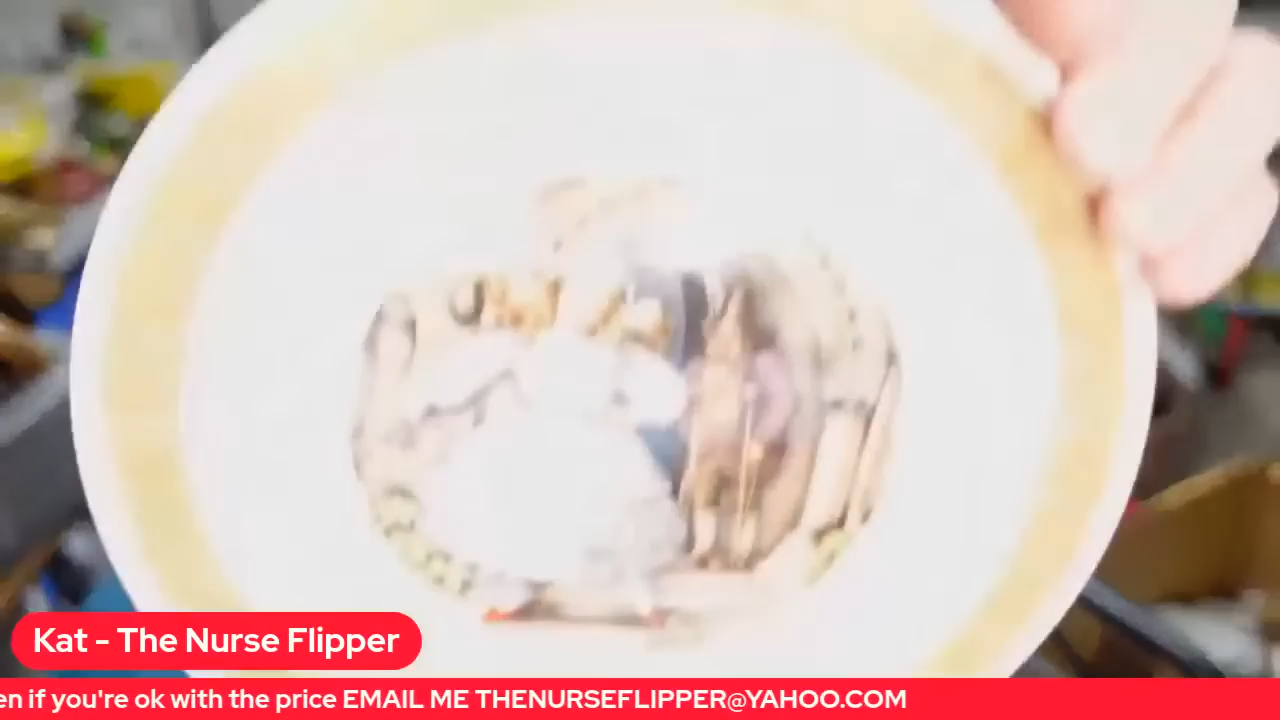 Kat - The Nurse Flipper
en if you're ok with the price EMAIL ME THENURSEFLIPPER@YAHOO.COM